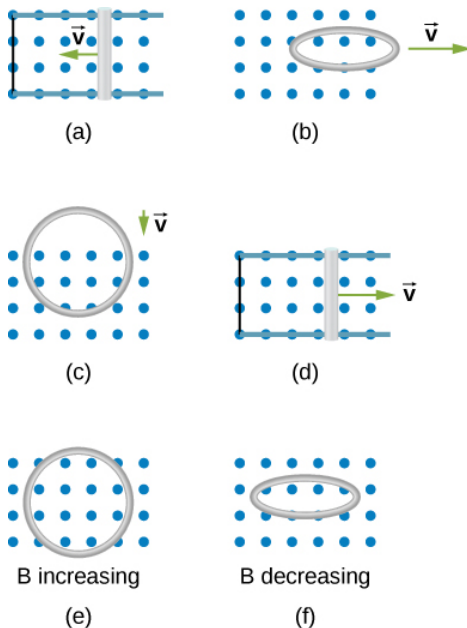 v
v
(a)
(b)
v
v
(c)
(d)
B increasing
B decreasing
(e)
(f)